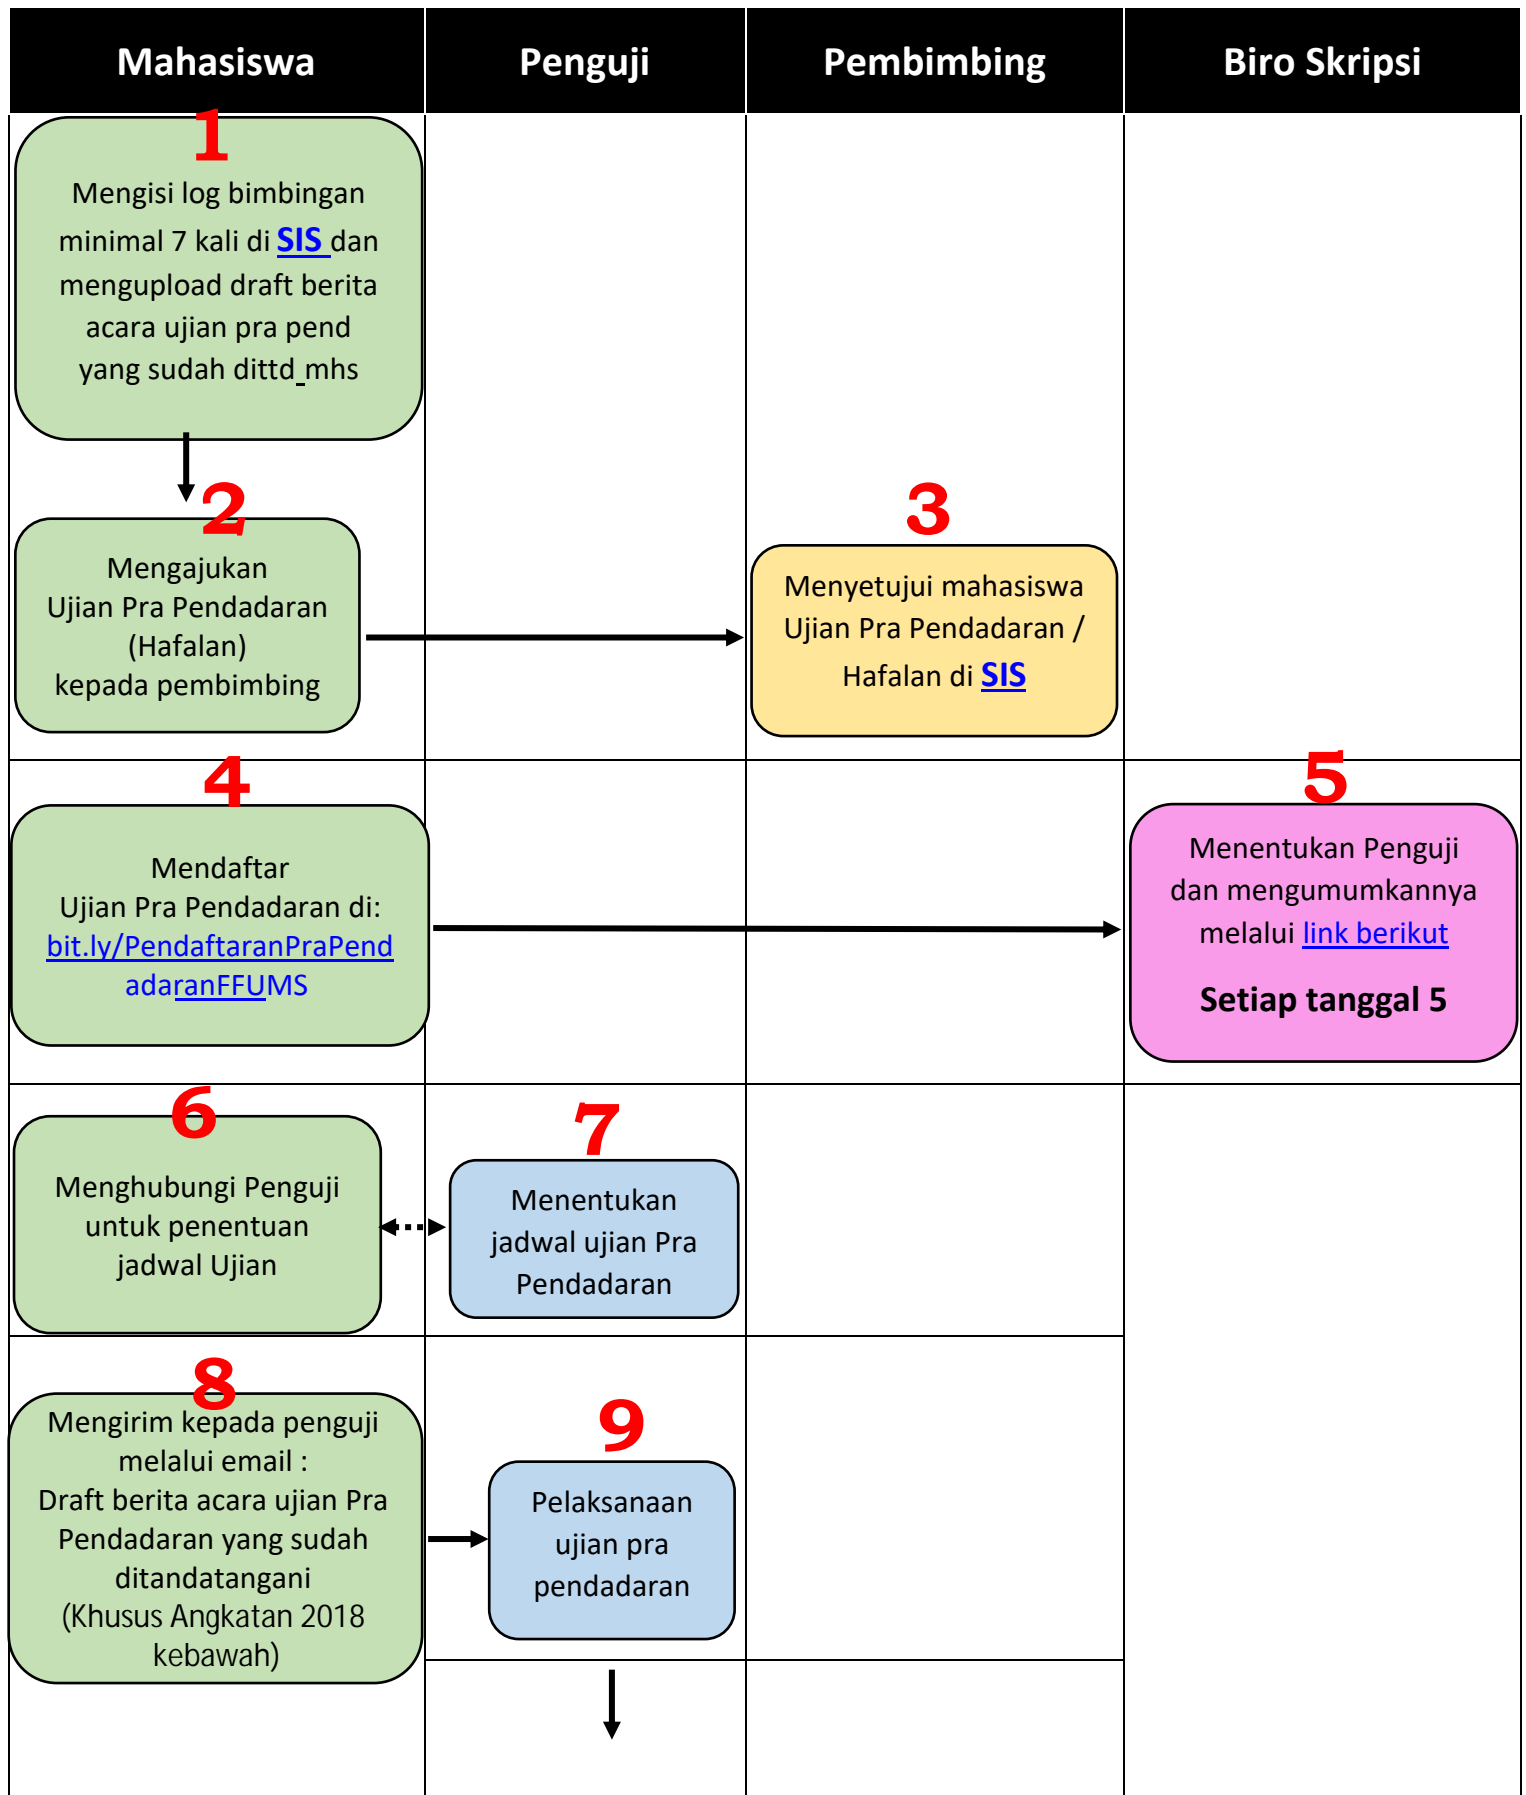 Mahasiswa
Penguji
Pembimbing
Biro Skripsi
1
Mengisi log bimbingan
minimal 7 kali di SIS dan
mengupload draft berita
acara ujian pra pend
yang sudah dittd_mhs
2
Mengajukan
Ujian Pra Pendadaran
(Hafalan)
kepada pembimbing
3
Menyetujui mahasiswa
Ujian Pra Pendadaran /
Hafalan di SIS
4
Mendaftar
Ujian Pra Pendadaran di:
bit.ly/PendaftaranPraPend
adaranFFUMS
5
Menentukan Penguji
dan mengumumkannya
melalui link berikut
Setiap tanggal 5
6
Menghubungi Penguji
untuk penentuan
jadwal Ujian
7
Menentukan
jadwal ujian Pra
Pendadaran
8
Mengirim kepada penguji
melalui email :
Draft berita acara ujian Pra
Pendadaran yang sudah
ditandatangani
(Khusus Angkatan 2018
kebawah)
9
Pelaksanaan
ujian pra
pendadaran